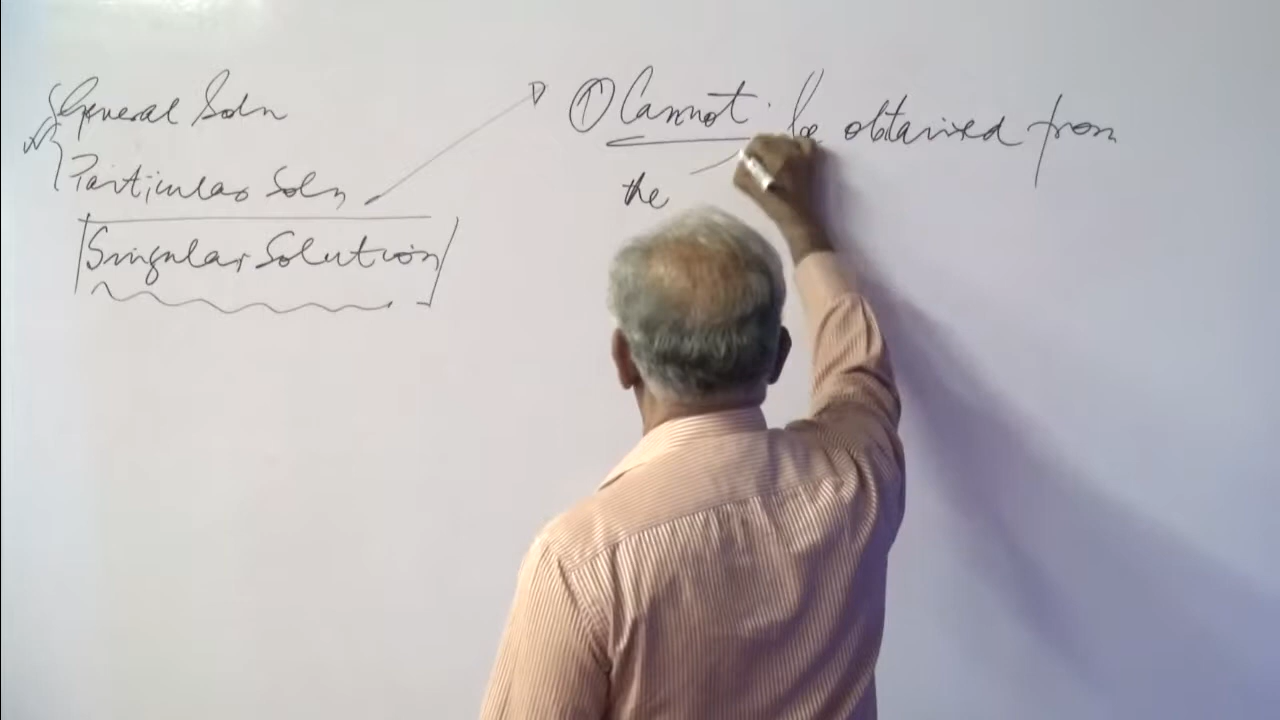 General Soln
Particular Soln
Singular Solution
① Cannot be obtained from
the